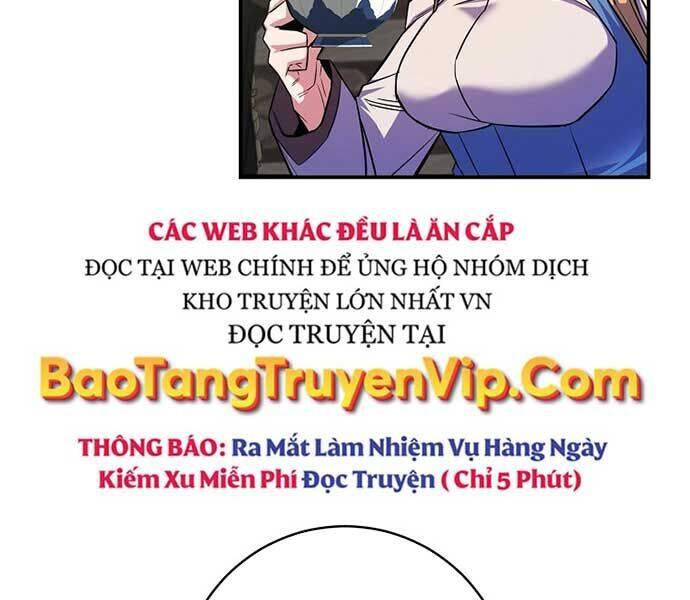 CÁC WEB KHÁC ĐỀU LÀ ĂN CẮP
ĐỌC TẠI WEB CHÍNH ĐỂ ỦNG HỘ NHÓM DỊCH
KHO TRUYỆN LỚN NHẤT VN
ĐỌC TRUYỆN TẠI
BaoTangTruyenVip.Com
THÔNG BÁO: Ra Mắt Làm Nhiệm Vụ Hàng Ngày
Kiếm Xu Miễn Phí Đọc Truyện ( Chỉ 5 Phút)